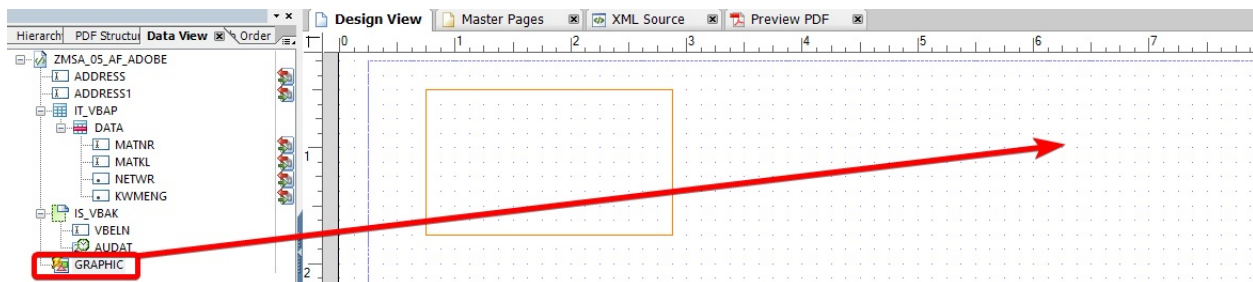 Design View Master Pages XML Source Preview PDF
Hierarch PDF Structu Data View Order
0 1 2 3 4 5 6 7
ZMSA_05_AF_ADOBE
ADDRESS
ADDRESS1
IT_VBAP
DATA
MATNR
MATKL
NETWR
KWMENG
IS_VBAK
VBELN
AUDAT
GRAPHIC
1
2